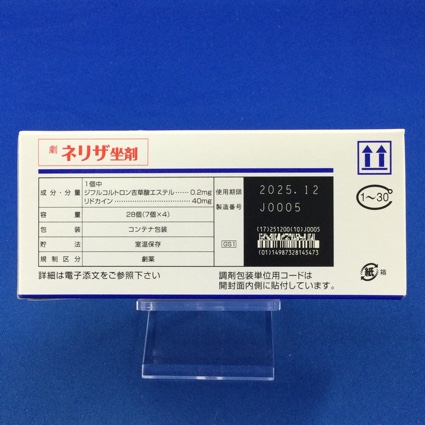 劇 ネリザ坐剤
成分・分量 1個中
ジフルコルトロン吉草酸エステル……0.2mg
リドカイン……………………………40mg
容量 28個(7個×4)
包装 コンテナ包装
貯法 室温保存
規制区分 劇薬
詳細は電子添文をご参照下さい
使用期限 2025.12
製造番号 J0005
(17)251200(10)J0005
GS1
(01)14987328145473
調剤包装単位用コードは
開封面内側に貼付しています。
1〜30°
紙 箱